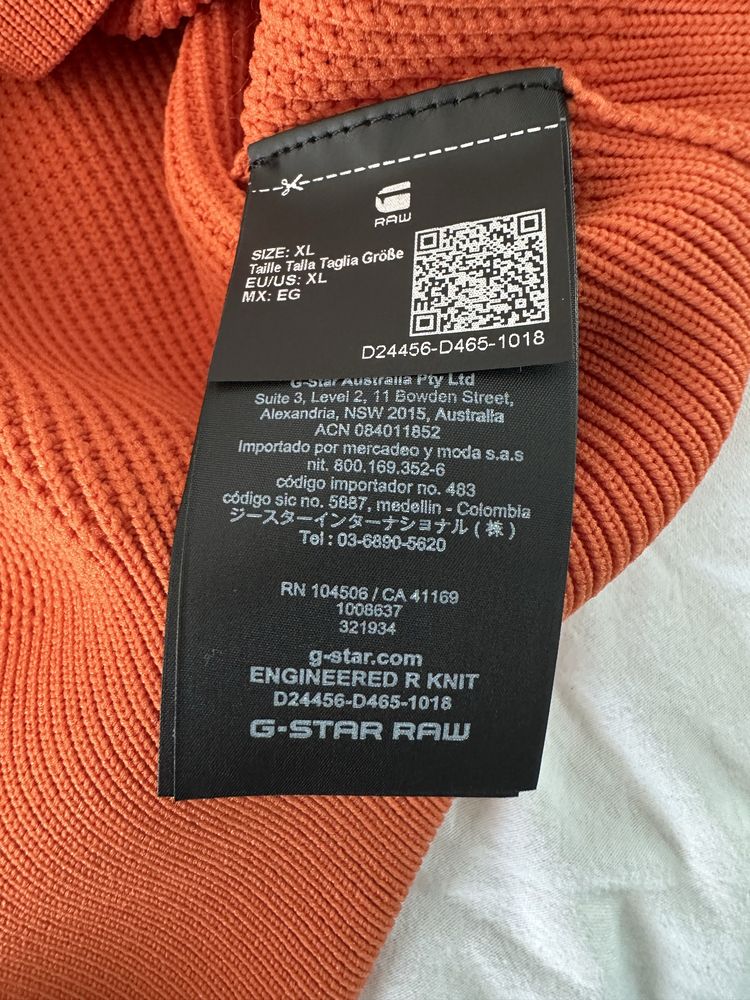 RAW
SIZE: XL
Taille Talla Taglia Größe
EU/US: XL
MX: EG
D24456-D465-1018
G-Star Australia Pty Ltd
Suite 3, Level 2, 11 Bowden Street,
Alexandria, NSW 2015, Australia
ACN 084011852
Importado por mercadeo y moda s.a.s
nit. 800.169.352-6
código importador no. 483
código sic no. 5887, medellin - Colombia
ジースターインターナショナル(株)
Tel : 03-6890-5620
RN 104506 / CA 41169
1008637
321934
g-star.com
ENGINEERED R KNIT
D24456-D465-1018
G-STAR RAW